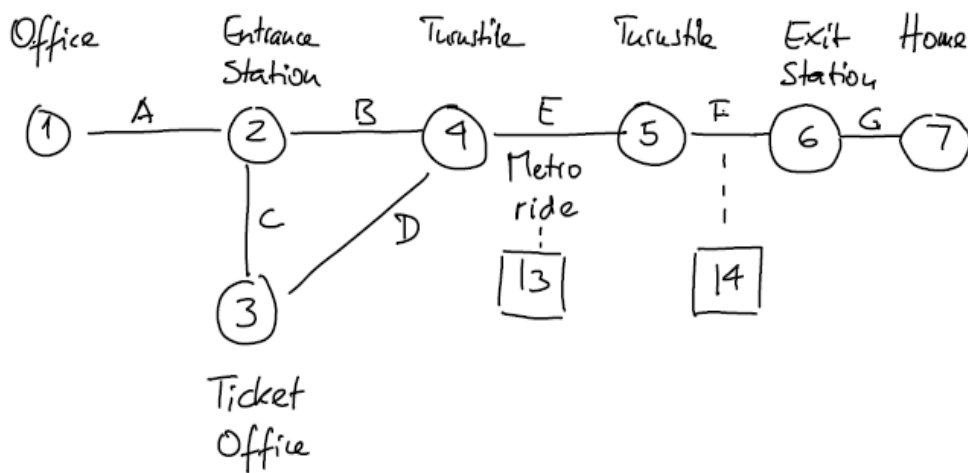 Office
Entrance
Station
Turnstile
Turnstile
Exit
Station
Home
1
A
2
B
4
E
5
F
6
G
7
Metro
ride
C
D
13
14
3
Ticket
Office